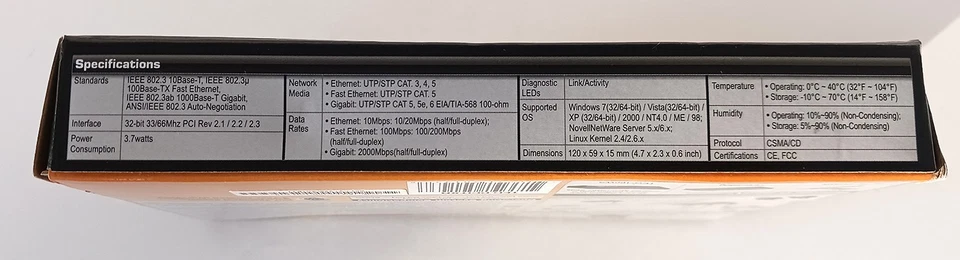 Specifications
Standards
IEEE 802.3 10Base-T, IEEE 802.3µ
100Base-TX Fast Ethernet,
IEEE 802.3ab 1000Base-T Gigabit,
ANSI/IEEE 802.3 Auto-Negotiation
Interface
32-bit 33/66Mhz PCI Rev 2.1 / 2.2 / 2.3
Power
Consumption
3.7watts
Network
Media
• Ethernet: UTP/STP CAT. 3, 4, 5
• Fast Ethernet: UTP/STP CAT. 5
• Gigabit: UTP/STP CAT 5, 5e, 6 EIA/TIA-568 100-ohm
Data
Rates
• Ethernet: 10Mbps: 10/20Mbps (half/full-duplex);
• Fast Ethernet: 100Mbps: 100/200Mbps
(half/full-duplex)
• Gigabit: 2000Mbps(half/full-duplex)
Diagnostic
LEDs
Link/Activity
Supported
OS
Windows 7(32/64-bit) / Vista(32/64-bit) /
XP (32/64-bit) / 2000 / NT4.0 / ME / 98;
NovellNetWare Server 5.x/6.x;
Linux Kernel 2.4/2.6.x
Dimensions
120 x 59 x 15 mm (4.7 x 2.3 x 0.6 inch)
Temperature
• Operating: 0°C ~ 40°C (32°F ~ 104°F)
• Storage: -10°C ~ 70°C (14°F ~ 158°F)
Humidity
• Operating: 10%~90% (Non-Condensing);
• Storage: 5%~90% (Non-Condensing)
Protocol
CSMA/CD
Certifications
CE, FCC